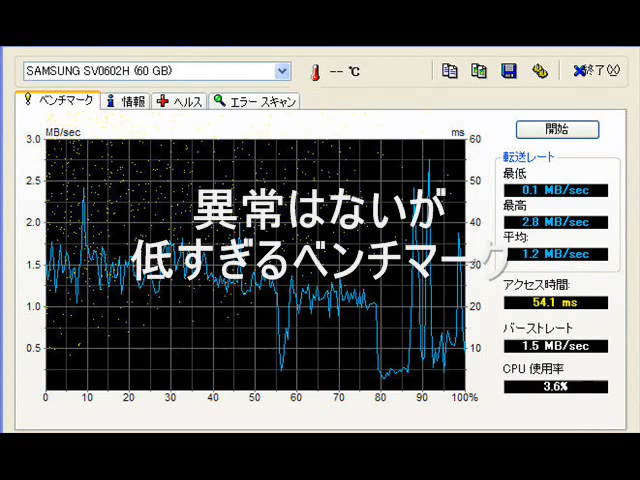 SAMSUNG SV0602H (60 GB)
-- ℃
終了(X)
ベンチマーク 情報 ヘルス エラー スキャン
MB/sec
ms
3.0
2.5
2.0
1.5
1.0
0.5
60
50
40
30
20
10
0 10 20 30 40 50 60 70 80 90 100%
異常はないが
低すぎるベンチマーク
開始
転送レート
最低
0.1 MB/sec
最高
2.8 MB/sec
平均:
1.2 MB/sec
アクセス時間:
54.1 ms
バーストレート
1.5 MB/sec
CPU 使用率
3.6%